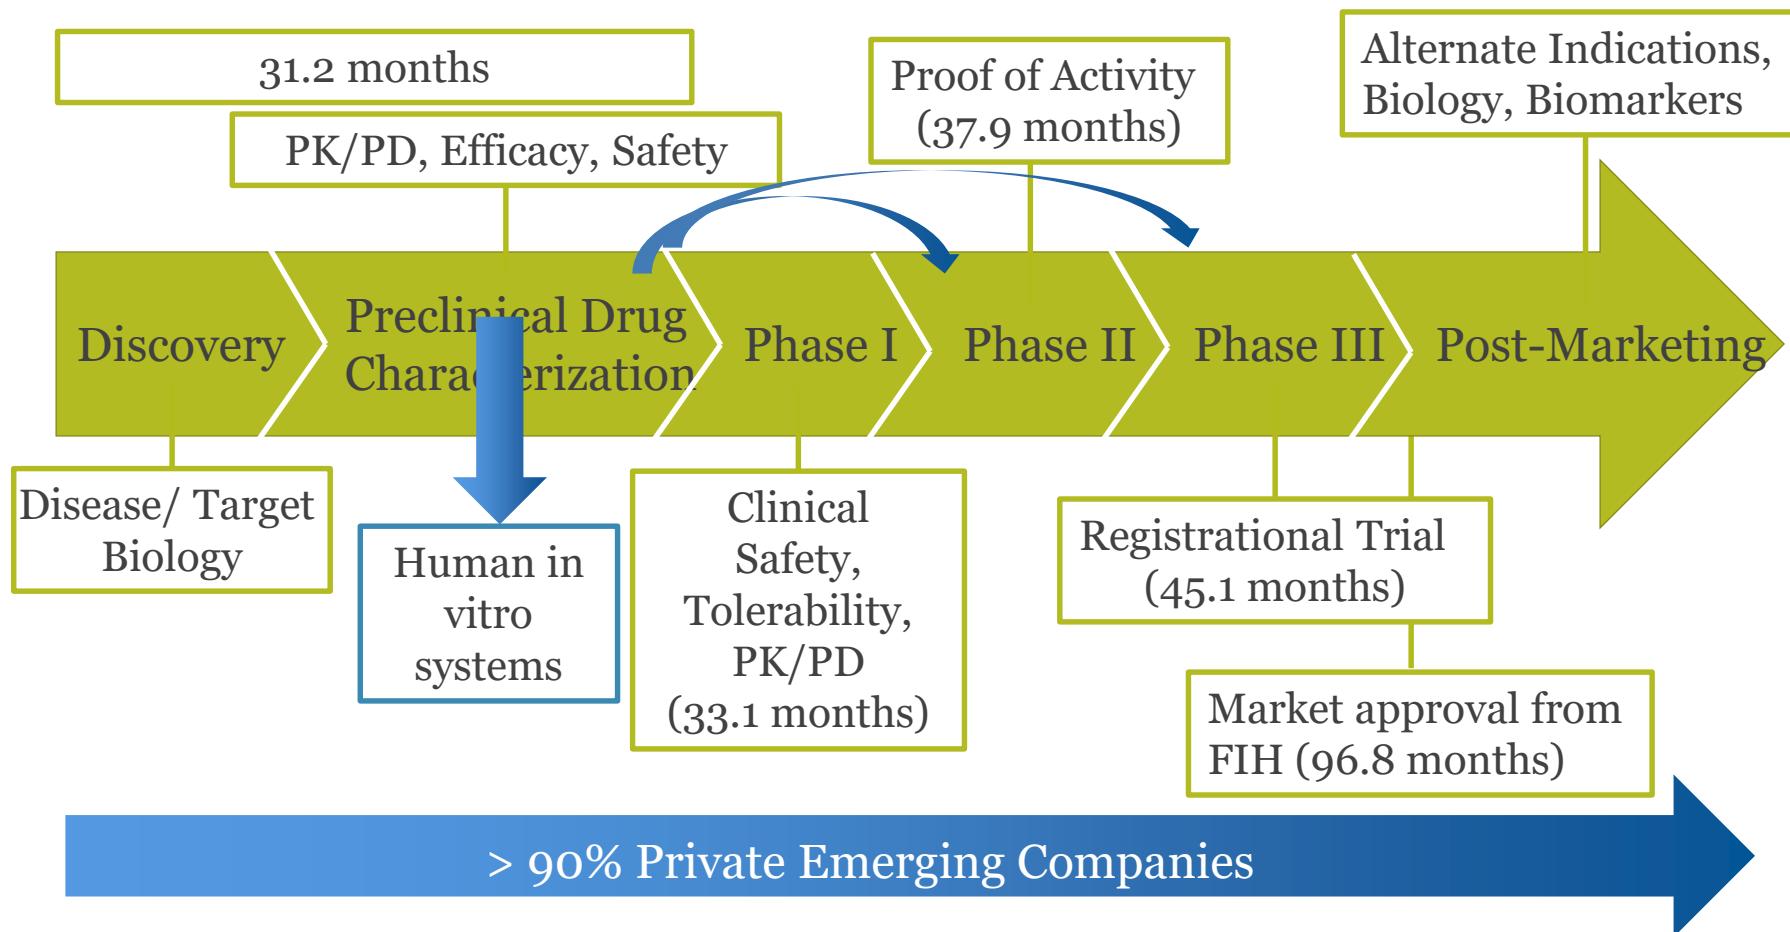 31.2 months
PK/PD, Efficacy, Safety
Proof of Activity
(37.9 months)
Alternate Indications,
Biology, Biomarkers
Discovery
Preclinical Drug
Characterization
Phase I
Phase II
Phase III
Post-Marketing
Disease/ Target
Biology
Human in
vitro
systems
Clinical
Safety,
Tolerability,
PK/PD
(33.1 months)
Registrational Trial
(45.1 months)
Market approval from
FIH (96.8 months)
> 90% Private Emerging Companies